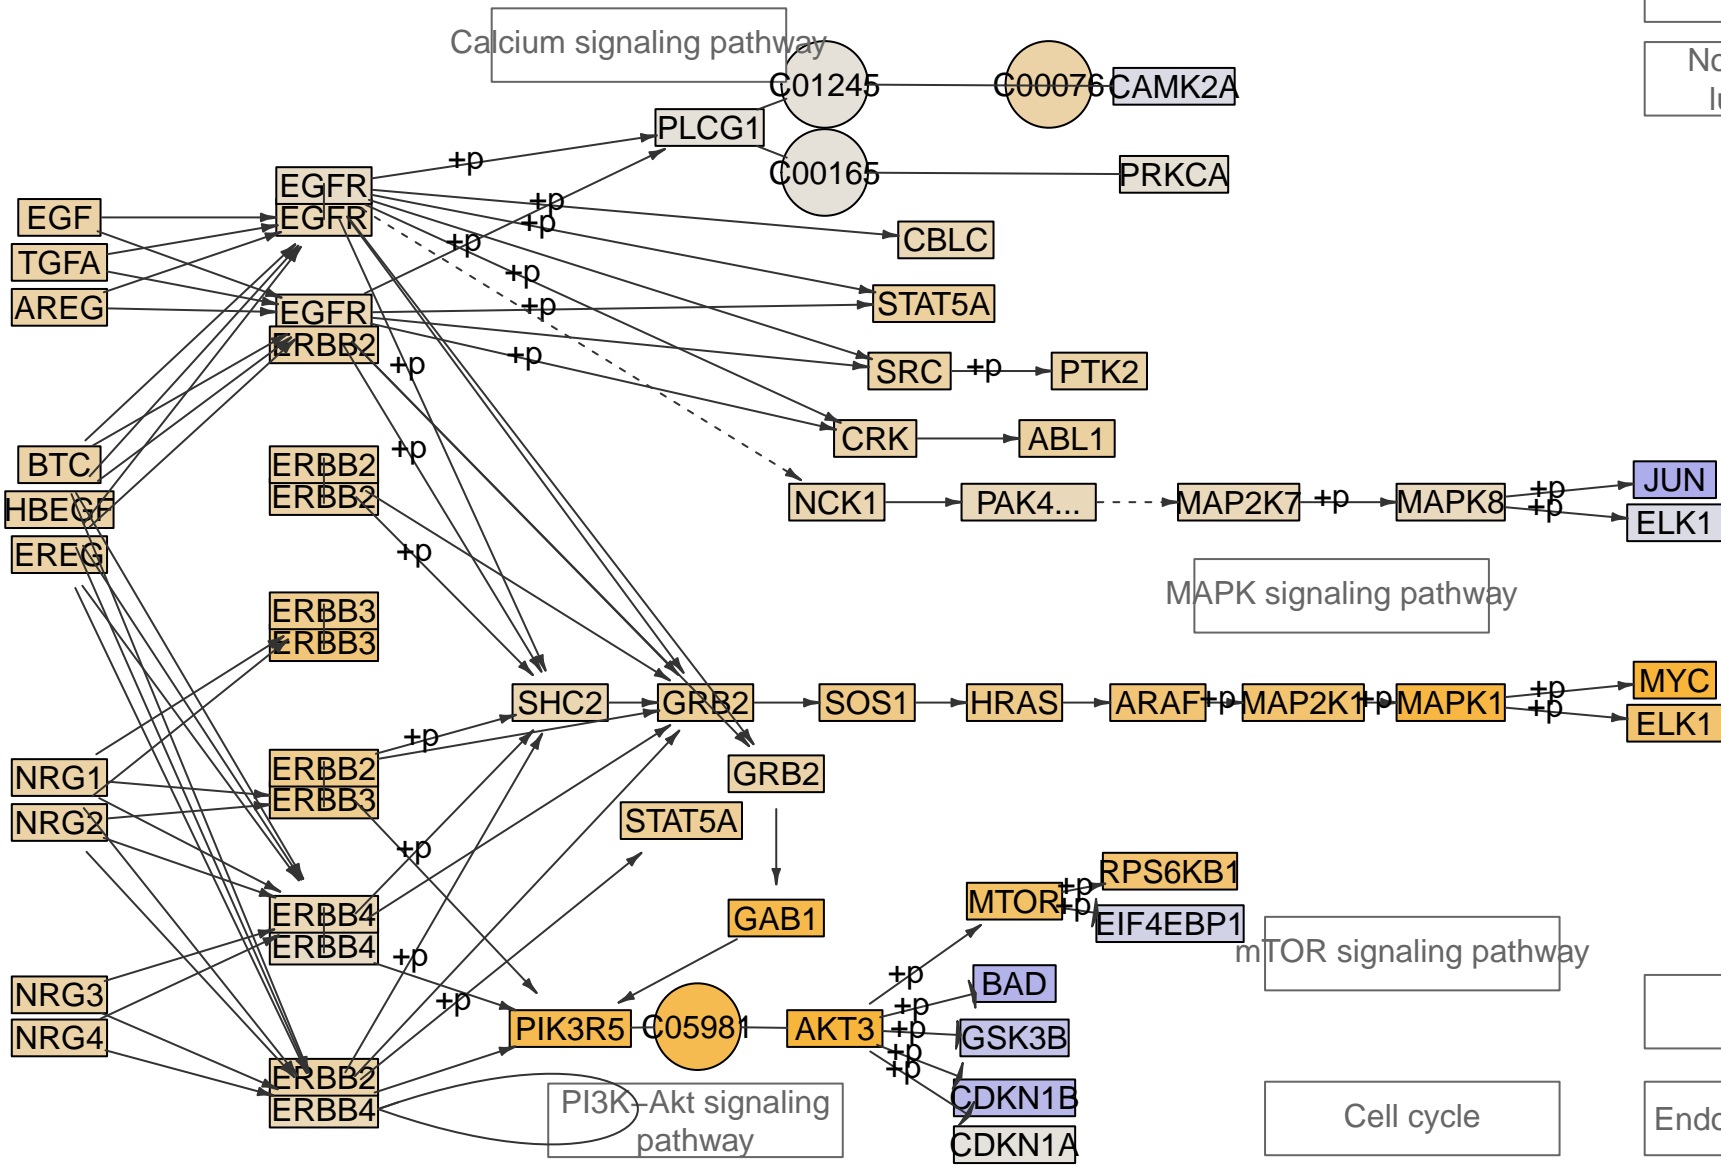 Calcium signaling pathway
C01245
C00076
CAMK2A
PLCG1
C00165
PRKCA
+p
EGFR
EGFR
EGF
TGFA
AREG
+p
+p
+p
+p
+p
+p
+p
+p
+p
CBLC
STAT5A
EGFR
ERBB2
SRC
+p
PTK2
CRK
ABL1
BTC
HBEGF
EREG
ERBB2
ERBB2
NCK1
PAK4...
MAP2K7
+p
MAPK8
+p
+p
JUN
ELK1
MAPK signaling pathway
ERBB3
ERBB3
SHC2
GRB2
SOS1
HRAS
ARAF
+p
MAP2K1
+p
MAPK1
+p
+p
MYC
ELK1
NRG1
NRG2
ERBB2
ERBB3
+p
GRB2
STAT5A
+p
ERBB4
ERBB4
+p
+p
GAB1
MTOR
+p
+p
RPS6KB1
EIF4EBP1
mTOR signaling pathway
NRG3
NRG4
PIK3R5
C05981
AKT3
+p
+p
+p
+p
+p
BAD
GSK3B
CDKN1B
CDKN1A
ERBB2
ERBB4
PI3K–Akt signaling
pathway
Cell cycle